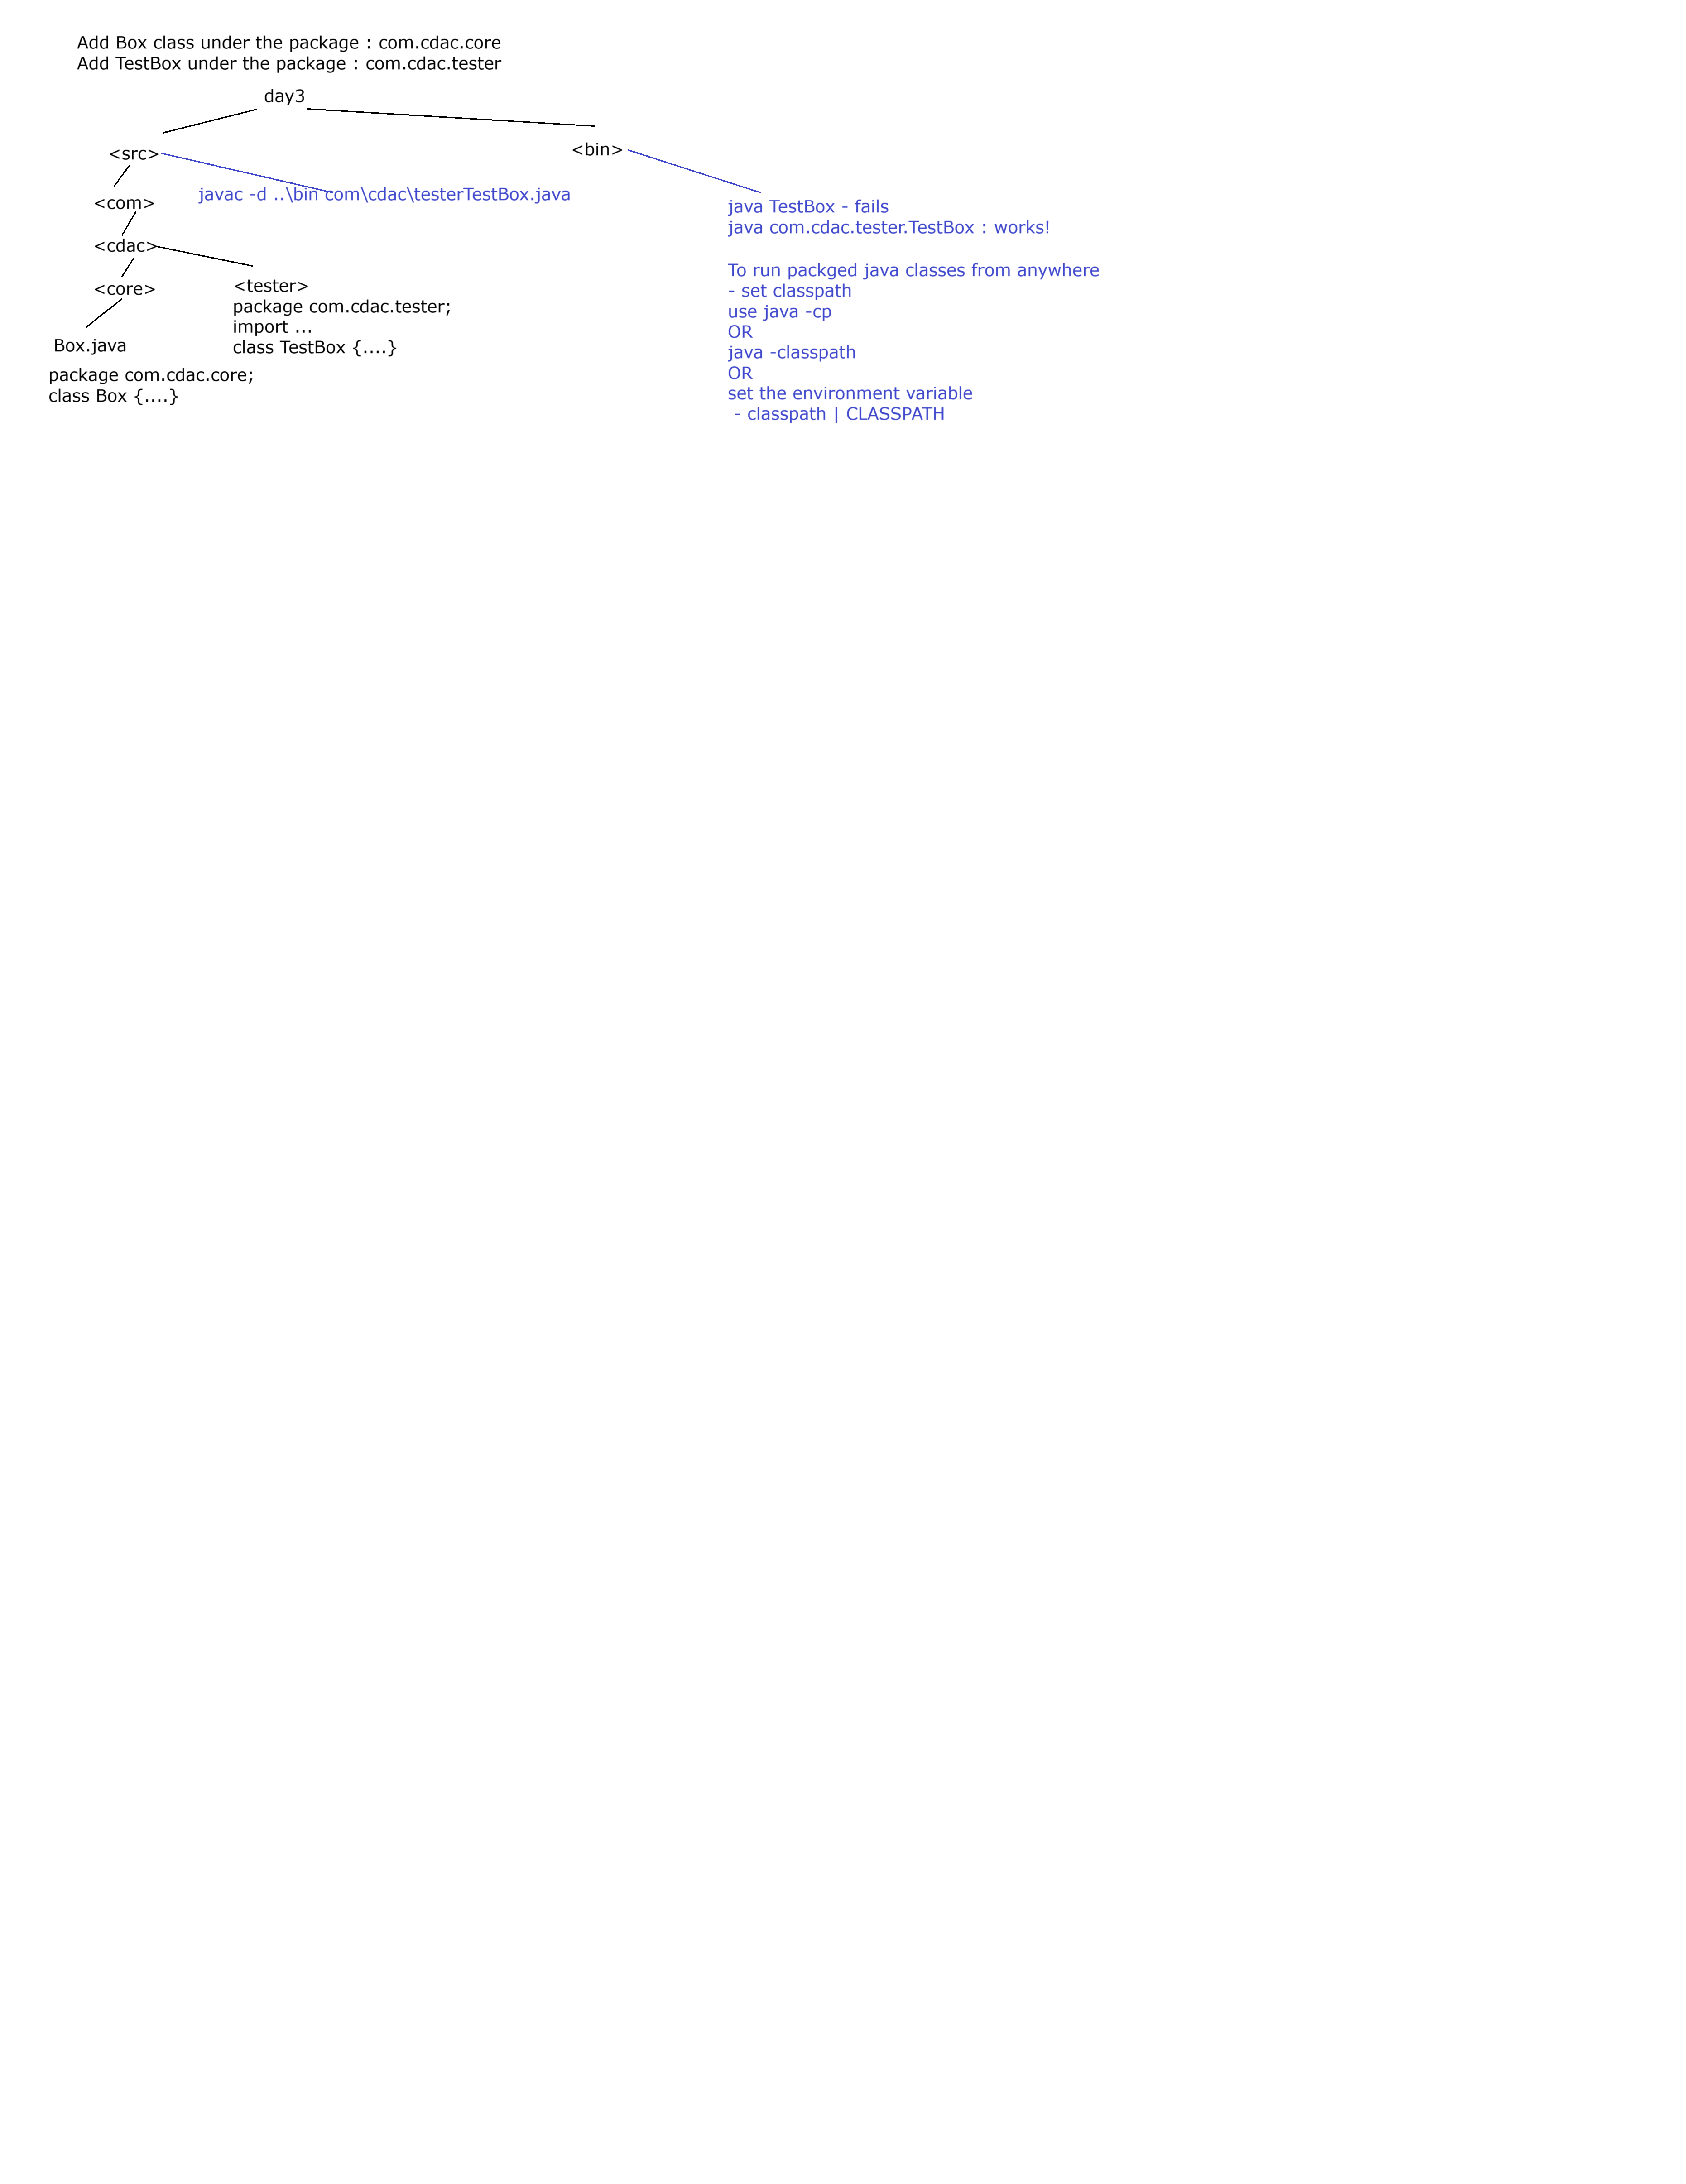 Add Box class under the package : com.cdac.core
Add TestBox under the package : com.cdac.tester
day3
<src>
<bin>
javac -d ..\bin com\cdac\testerTestBox.java
<com>
<cdac>
<core>
Box.java
package com.cdac.core;
class Box {....}
<tester>
package com.cdac.tester;
import ...
class TestBox {....}
java TestBox - fails
java com.cdac.tester.TestBox : works!
To run packged java classes from anywhere
- set classpath
use java -cp
OR
java -classpath
OR
set the environment variable
- classpath | CLASSPATH